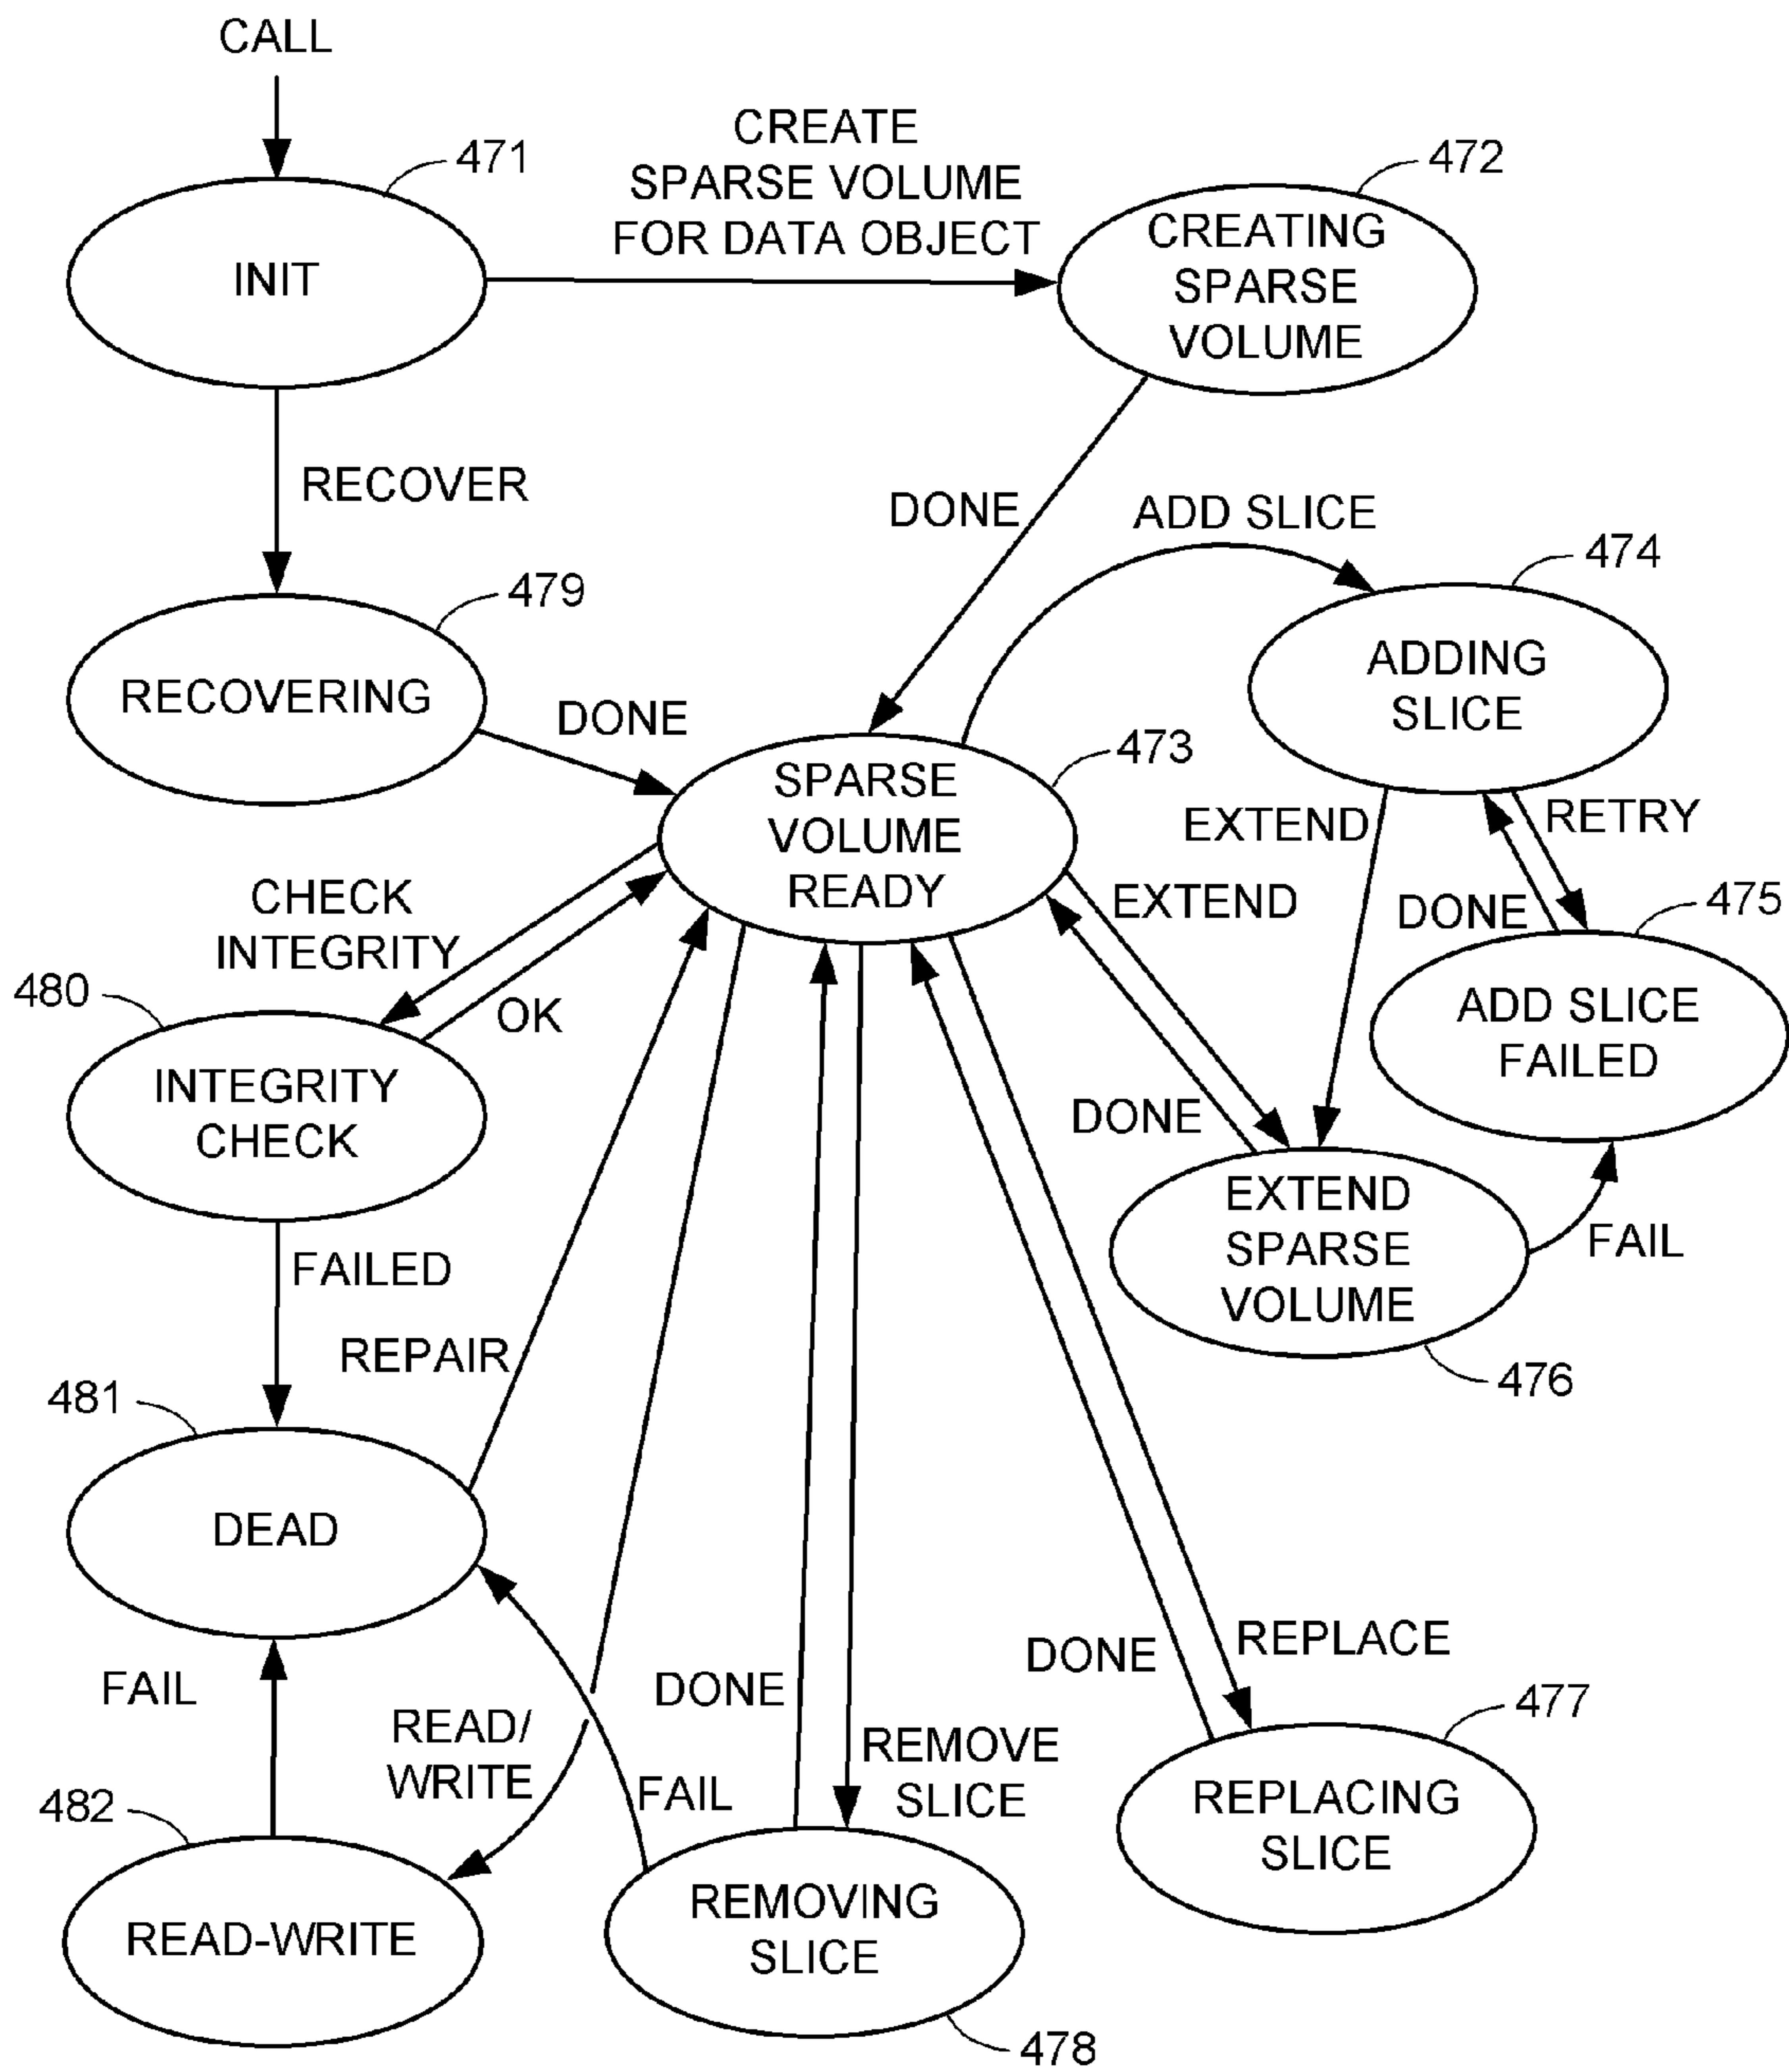 CALL
471
CREATE
SPARSE VOLUME
FOR DATA OBJECT
472
INIT
CREATING
SPARSE
VOLUME
RECOVER
DONE
ADD SLICE
474
479
RECOVERING
DONE
ADDING
SLICE
473
SPARSE
VOLUME
READY
EXTEND
RETRY
CHECK
INTEGRITY
EXTEND
DONE
475
480
OK
ADD SLICE
FAILED
INTEGRITY
CHECK
DONE
EXTEND
SPARSE
VOLUME
FAIL
FAILED
REPAIR
476
481
DEAD
FAIL
READ/
WRITE
DONE
REMOVE
SLICE
DONE
REPLACE
477
FAIL
REPLACING
SLICE
482
READ-WRITE
REMOVING
SLICE
478